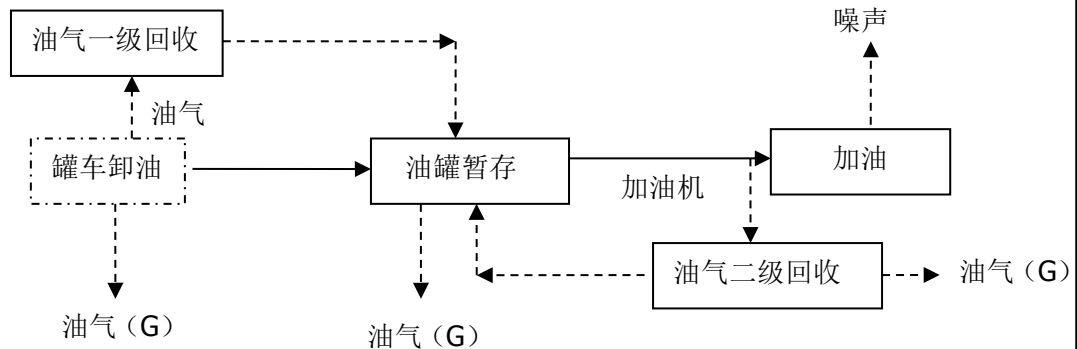 噪声
油气一级回收
油气
罐车卸油
油罐暂存
加油
加油机
油气二级回收
油气（G）
油气（G）
油气（G）